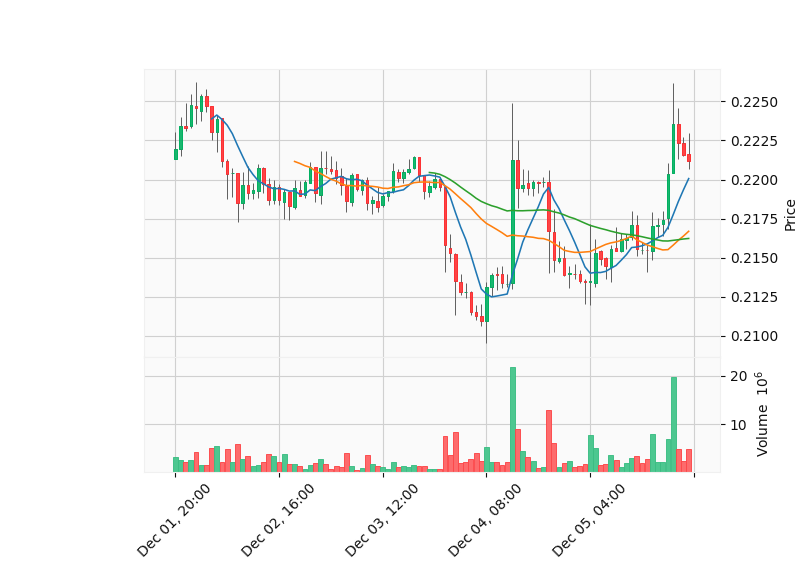 0.2250
0.2225
0.2200
0.2175
0.2150
0.2125
0.2100
Price
20
10
Volume 10⁶
Dec 01, 20:00
Dec 02, 16:00
Dec 03, 12:00
Dec 04, 08:00
Dec 05, 04:00